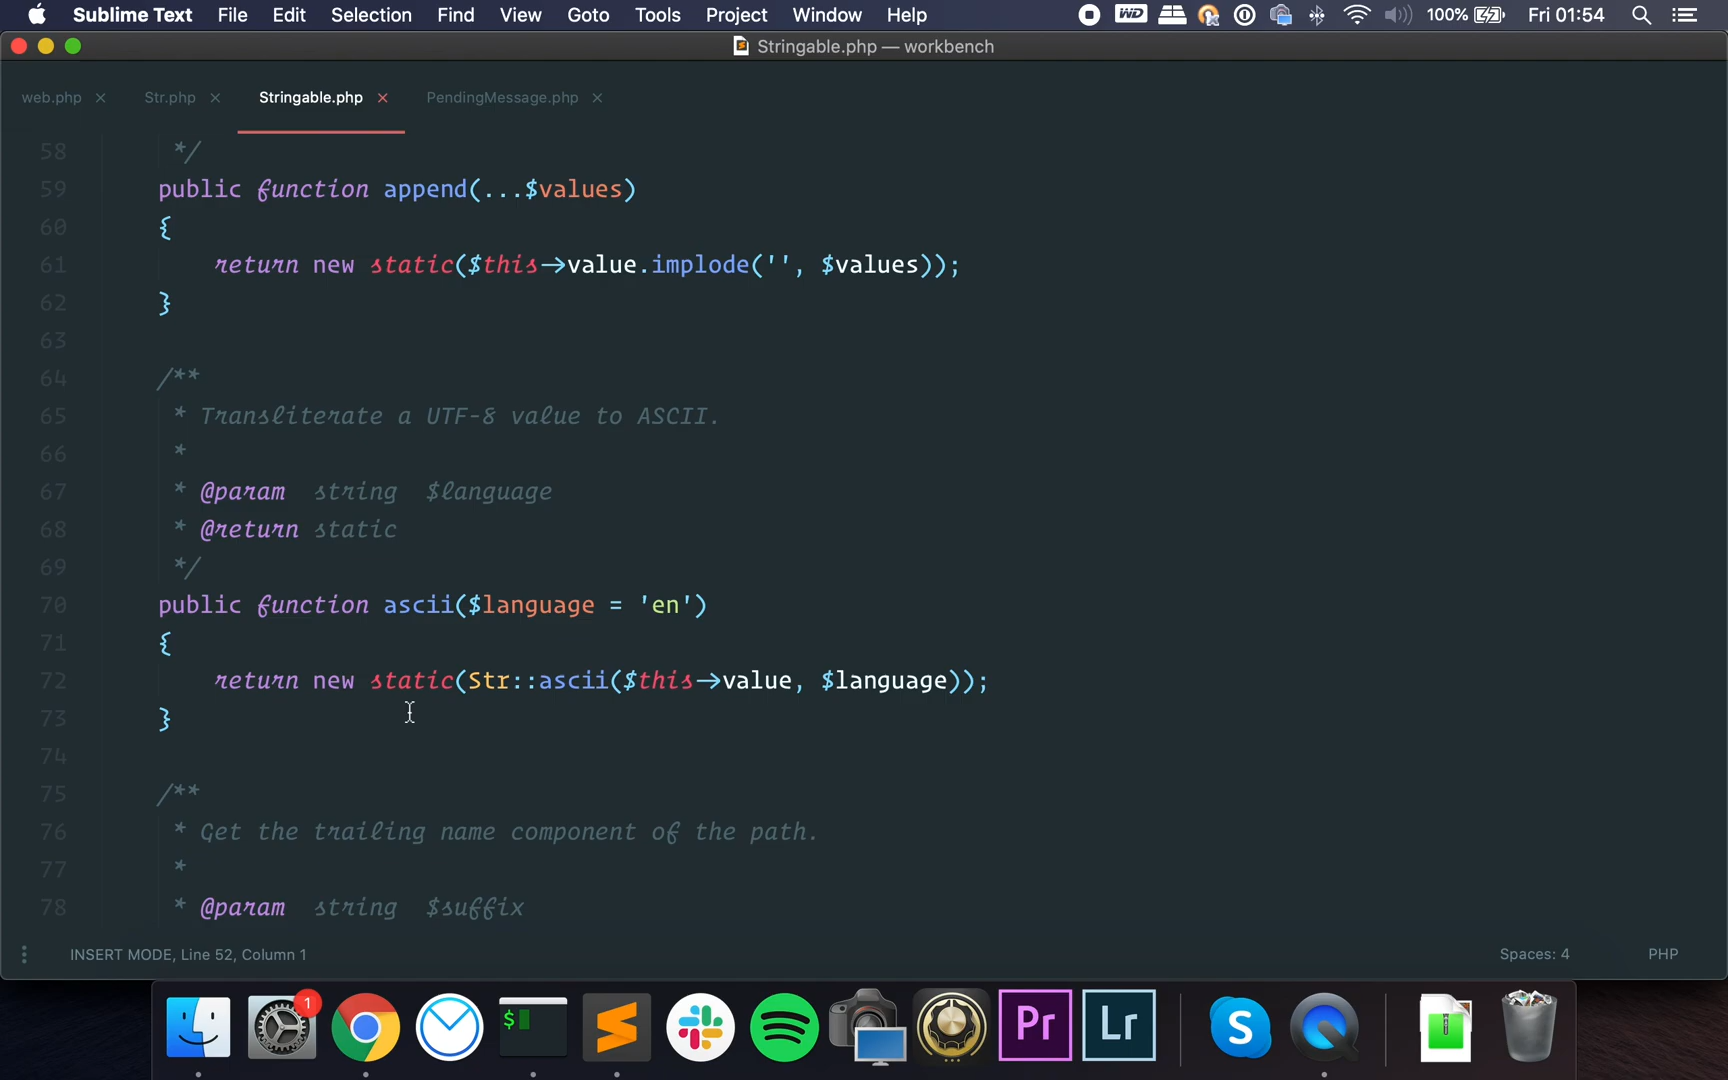 Sublime Text File Edit Selection Find View Goto Tools Project Window Help WD 100% Fri 01:54
Stringable.php — workbench
web.php × Str.php × Stringable.php × PendingMessage.php ×
58 */
59 public function append(...$values)
60 {
61 return new static($this->value.implode('', $values));
62 }
63
64 /**
65 * Transliterate a UTF-8 value to ASCII.
66 *
67 * @param string $language
68 * @return static
69 */
70 public function ascii($language = 'en')
71 {
72 return new static(Str::ascii($this->value, $language));
73 }
74
75 /**
76 * Get the trailing name component of the path.
77 *
78 * @param string $suffix
INSERT MODE, Line 52, Column 1 Spaces: 4 PHP
1
$ Pr Lr S